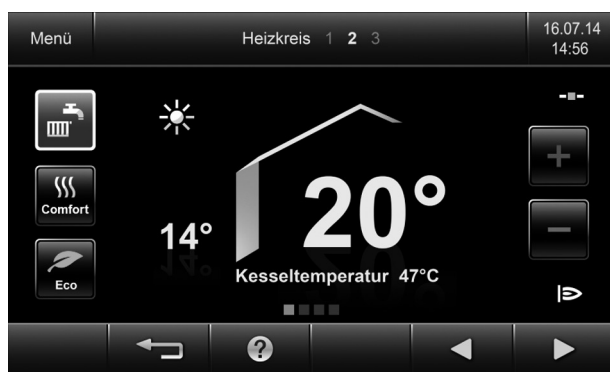 Menü
Heizkreis 1 2 3
16.07.14
14:56
Comfort
Eco
14°
20°
Kesseltemperatur 47°C